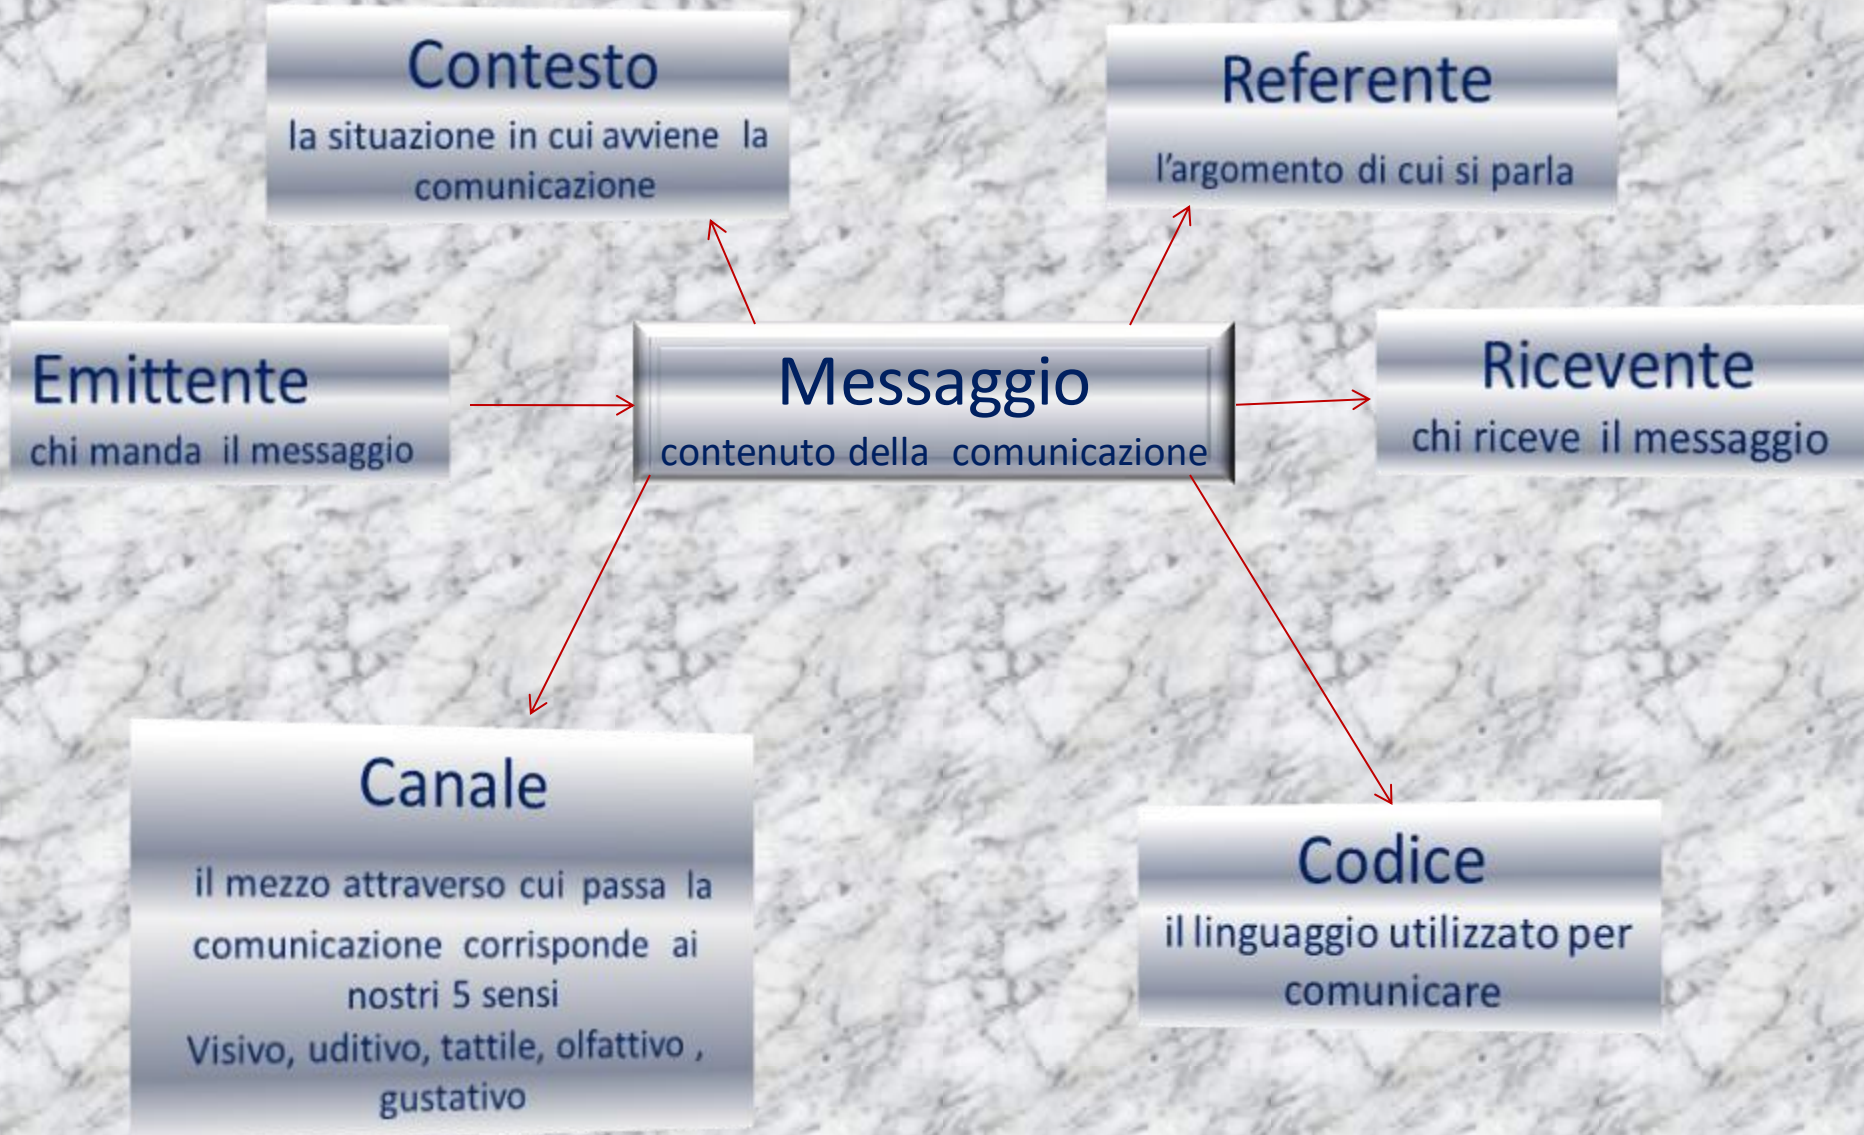 Contesto
la situazione in cui avviene la
comunicazione
Referente
l'argomento di cui si parla
Emittente
chi manda il messaggio
Messaggio
contenuto della comunicazione
Ricevente
chi riceve il messaggio
Canale
il mezzo attraverso cui passa la
comunicazione corrisponde ai
nostri 5 sensi
Visivo, uditivo, tattile, olfattivo ,
gustativo
Codice
il linguaggio utilizzato per
comunicare